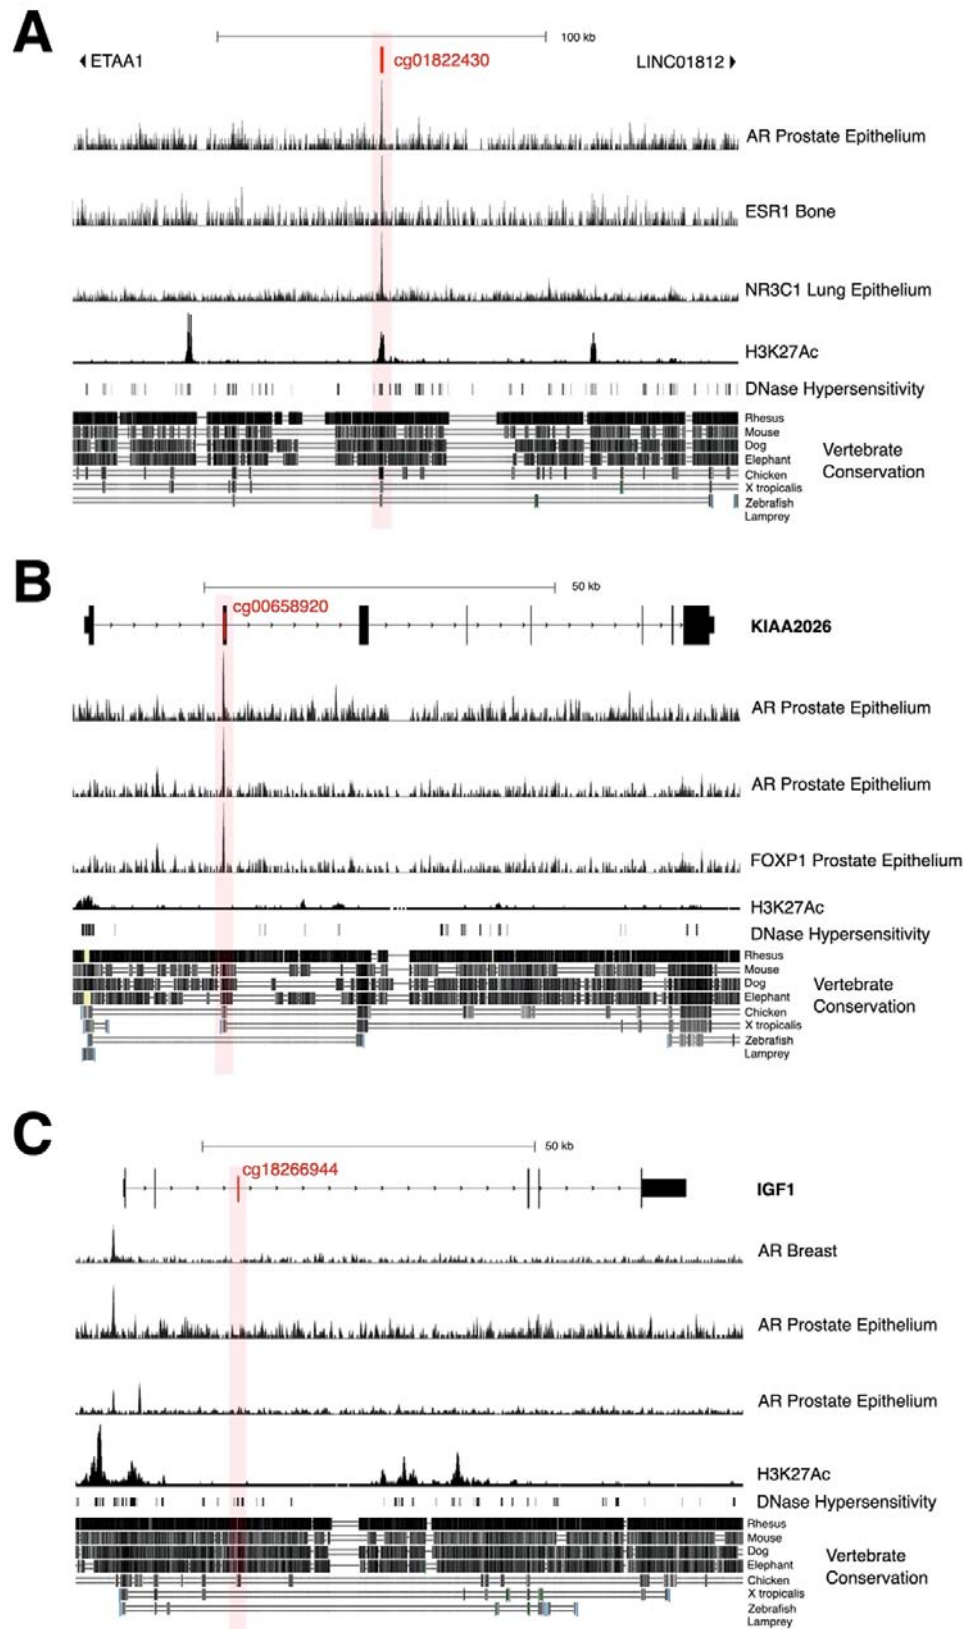 A
100 kb
ETAA1
cg01822430
LINC01812
AR Prostate Epithelium
ESR1 Bone
NR3C1 Lung Epithelium
H3K27Ac
DNase Hypersensitivity
Rhesus
Mouse
Dog
Elephant
Chicken
X tropicalis
Zebrafish
Lamprey
Vertebrate
Conservation
B
50 kb
cg00658920
KIAA2026
AR Prostate Epithelium
AR Prostate Epithelium
FOXP1 Prostate Epithelium
H3K27Ac
DNase Hypersensitivity
Rhesus
Mouse
Dog
Elephant
Chicken
X tropicalis
Zebrafish
Lamprey
Vertebrate
Conservation
C
50 kb
cg18266944
IGF1
AR Breast
AR Prostate Epithelium
AR Prostate Epithelium
H3K27Ac
DNase Hypersensitivity
Rhesus
Mouse
Dog
Elephant
Chicken
X tropicalis
Zebrafish
Lamprey
Vertebrate
Conservation